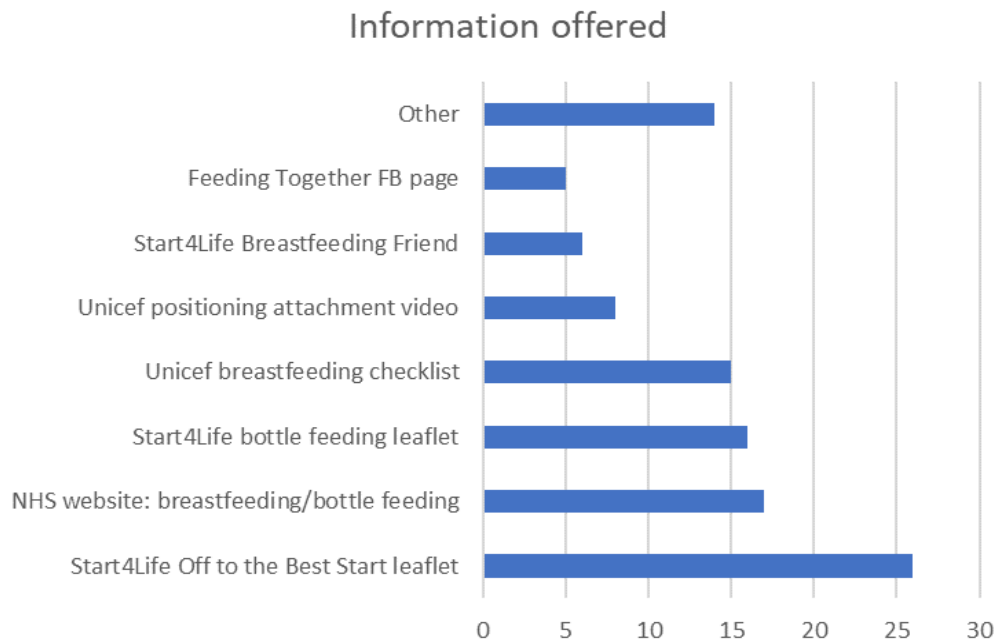 Information offered
Other
Feeding Together FB page
Start4Life Breastfeeding Friend
Unicef positioning attachment video
Unicef breastfeeding checklist
Start4Life bottle feeding leaflet
NHS website: breastfeeding/bottle feeding
Start4Life Off to the Best Start leaflet
0 5 10 15 20 25 30